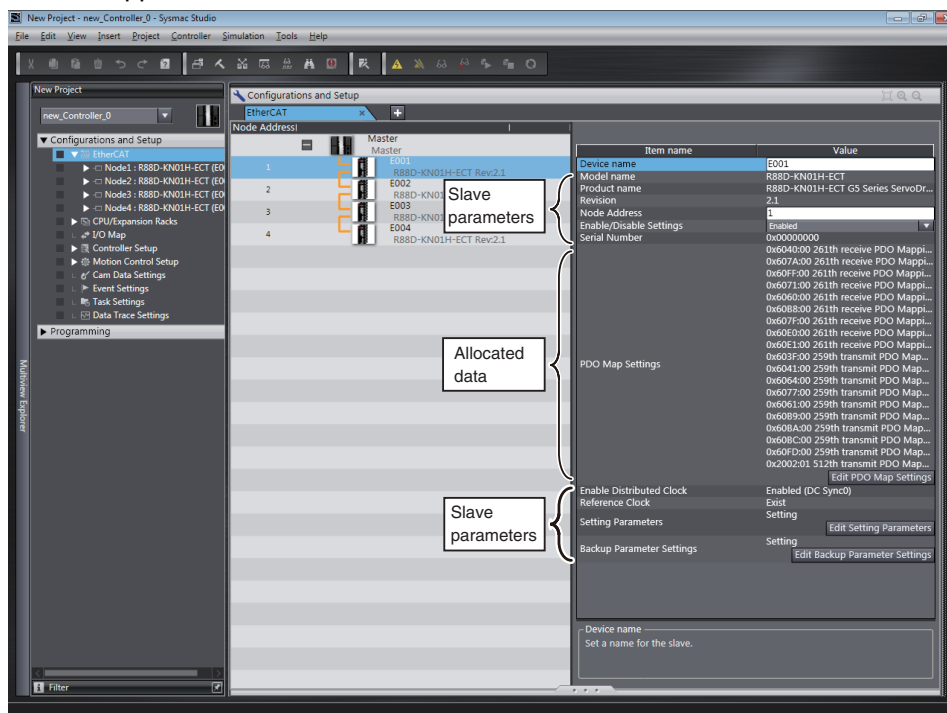 New Project - new_Controller_0 - Sysmac Studio
File Edit View Insert Project Controller Simulation Tools Help
New Project
new_Controller_0
Configurations and Setup
EtherCAT
Node1 : R88D-KN01H-ECT (E0
Node2 : R88D-KN01H-ECT (E0
Node3 : R88D-KN01H-ECT (E0
Node4 : R88D-KN01H-ECT (E0
CPU/Expansion Racks
I/O Map
Controller Setup
Motion Control Setup
Cam Data Settings
Event Settings
Task Settings
Data Trace Settings
Programming
Multiview Explorer
Filter
Configurations and Setup
EtherCAT
Node Address
Master
Master
1
E001
R88D-KN01H-ECT Rev:2.1
2
E002
R88D-KN01
3
E003
R88D-KN01
4
E004
R88D-KN01H-ECT Rev:2.1
Slave
parameters
Allocated
data
Slave
parameters
Item name Value
Device name E001
Model name R88D-KN01H-ECT
Product name R88D-KN01H-ECT G5 Series ServoDr...
Revision 2.1
Node Address 1
Enable/Disable Settings Enabled
Serial Number 0x00000000
PDO Map Settings
0x6040:00 261th receive PDO Mappi...
0x607A:00 261th receive PDO Mappi...
0x60FF:00 261th receive PDO Mappi...
0x6071:00 261th receive PDO Mappi...
0x6060:00 261th receive PDO Mappi...
0x60B8:00 261th receive PDO Mappi...
0x607F:00 261th receive PDO Mappi...
0x60E0:00 261th receive PDO Mappi...
0x60E1:00 261th receive PDO Mappi...
0x603F:00 259th transmit PDO Map...
0x6041:00 259th transmit PDO Map...
0x6064:00 259th transmit PDO Map...
0x6077:00 259th transmit PDO Map...
0x6061:00 259th transmit PDO Map...
0x60B9:00 259th transmit PDO Map...
0x60BA:00 259th transmit PDO Map...
0x60BC:00 259th transmit PDO Map...
0x60FD:00 259th transmit PDO Map...
0x2002:01 512th transmit PDO Map...
Edit PDO Map Settings
Enable Distributed Clock Enabled (DC Sync0)
Reference Clock Exist
Setting Parameters Setting
Edit Setting Parameters
Backup Parameter Settings Setting
Edit Backup Parameter Settings
Device name
Set a name for the slave.